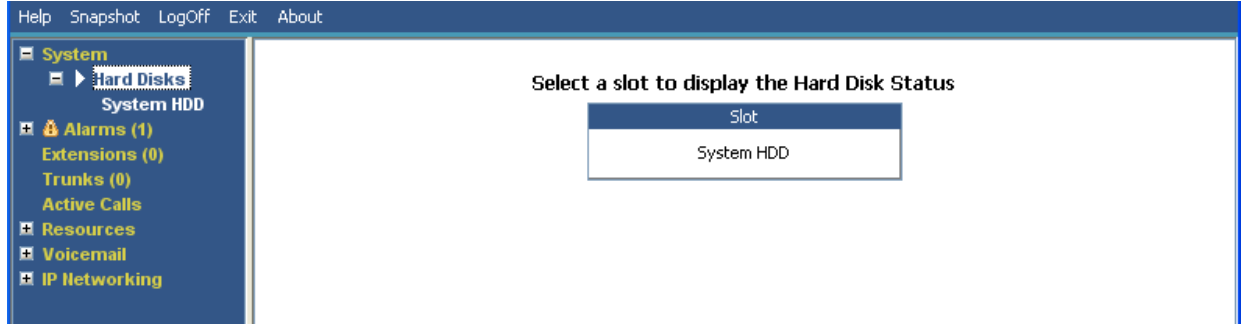 Help Snapshot LogOff Exit About
System
Hard Disks
System HDD
Alarms (1)
Extensions (0)
Trunks (0)
Active Calls
Resources
Voicemail
IP Networking
Select a slot to display the Hard Disk Status
Slot
System HDD